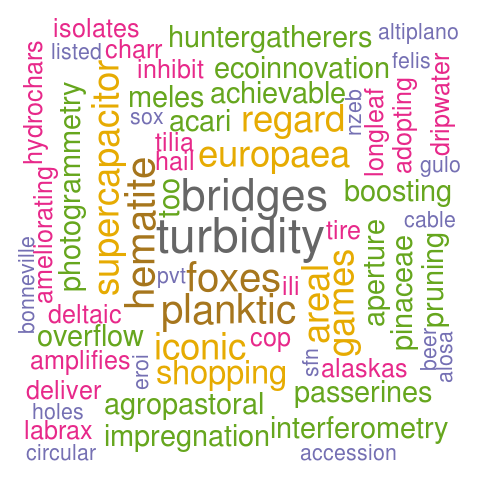 isolates
altiplano
huntergatherers
listed
charr
felis
inhibit
ecoinnovation
hydrochars
supercapacitor
meles
achievable
nzeb
longleaf
adopting
dripwater
photogrammetry
sox
acari
regard
tilia
hail
europaea
gulo
hematite
too
bridges
boosting
ameliorating
turbidity
tire
cable
bonneville
pvt
foxes
ili
areal
games
aperture
pinaceae
pruning
planktic
deltaic
overflow
iconic
cop
beer
alosa
amplifies
eroi
shopping
sfn
alaskas
deliver
agropastoral
passerines
holes
labrax
impregnation
interferometry
circular
accession